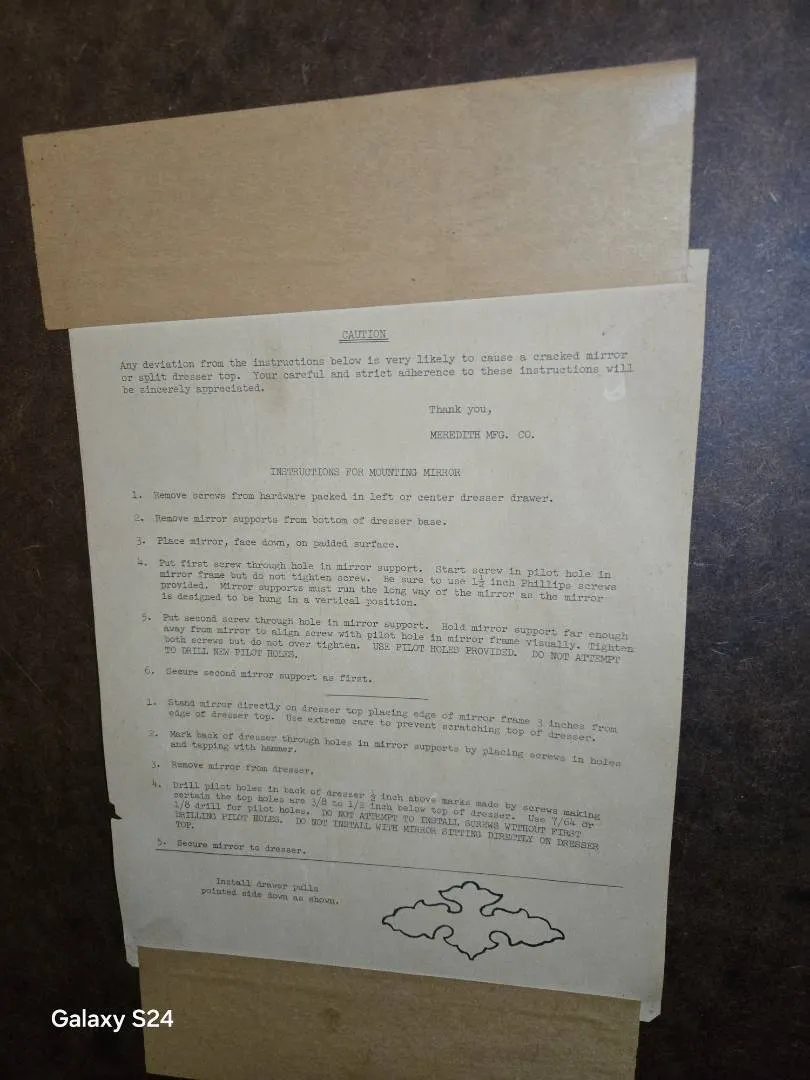 CAUTION
Any deviation from the instructions below is very likely to cause a cracked mirror
or split dresser top. Your careful and strict adherence to these instructions will
be sincerely appreciated.
Thank you,
MEREDITH MFG. CO.
INSTRUCTIONS FOR MOUNTING MIRROR
1. Remove screws from hardware packed in left or center dresser drawer.
2. Remove mirror supports from bottom of dresser base.
3. Place mirror, face down, on padded surface.
4. Put first screw through hole in mirror support. Start screw in pilot hole in
mirror frame but do not tighten screw. Be sure to use 1½ inch Phillips screws
provided. Mirror supports must run the long way of the mirror as the mirror
is designed to be hung in a vertical position.
5. Put second screw through hole in mirror support. Hold mirror support far enough
away from mirror to align screw with pilot hole in mirror frame visually. Tighten
both screws but do not over tighten. USE PILOT HOLES PROVIDED. DO NOT ATTEMPT
TO DRILL NEW PILOT HOLES.
6. Secure second mirror support as first.
1. Stand mirror directly on dresser top placing edge of mirror frame 3 inches from
edge of dresser top. Use extreme care to prevent scratching top of dresser.
2. Mark back of dresser through holes in mirror supports by placing screws in holes
and tapping with hammer.
3. Remove mirror from dresser.
4. Drill pilot holes in back of dresser ½ inch above marks made by screws making
certain the top holes are 3/8 to 1/2 inch below top of dresser. Use 7/64 or
1/8 drill for pilot holes. DO NOT ATTEMPT TO INSTALL SCREWS WITHOUT FIRST
DRILLING PILOT HOLES. DO NOT INSTALL WITH MIRROR SITTING DIRECTLY ON DRESSER
TOP.
5. Secure mirror to dresser.
Install drawer pulls
pointed side down as shown.
Galaxy S24